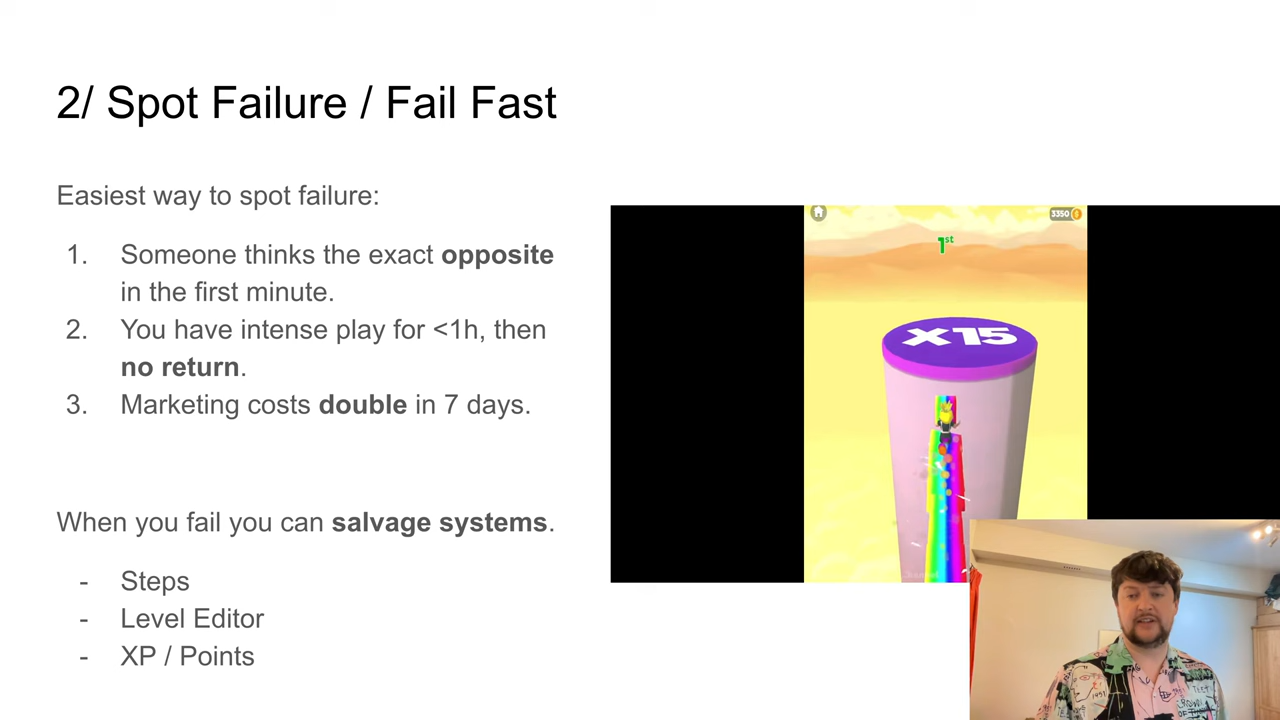 2/ Spot Failure / Fail Fast
Easiest way to spot failure:
1. Someone thinks the exact opposite
in the first minute.
2. You have intense play for <1h, then
no return.
3. Marketing costs double in 7 days.
When you fail you can salvage systems.
- Steps
- Level Editor
- XP / Points
3350
1st
X15